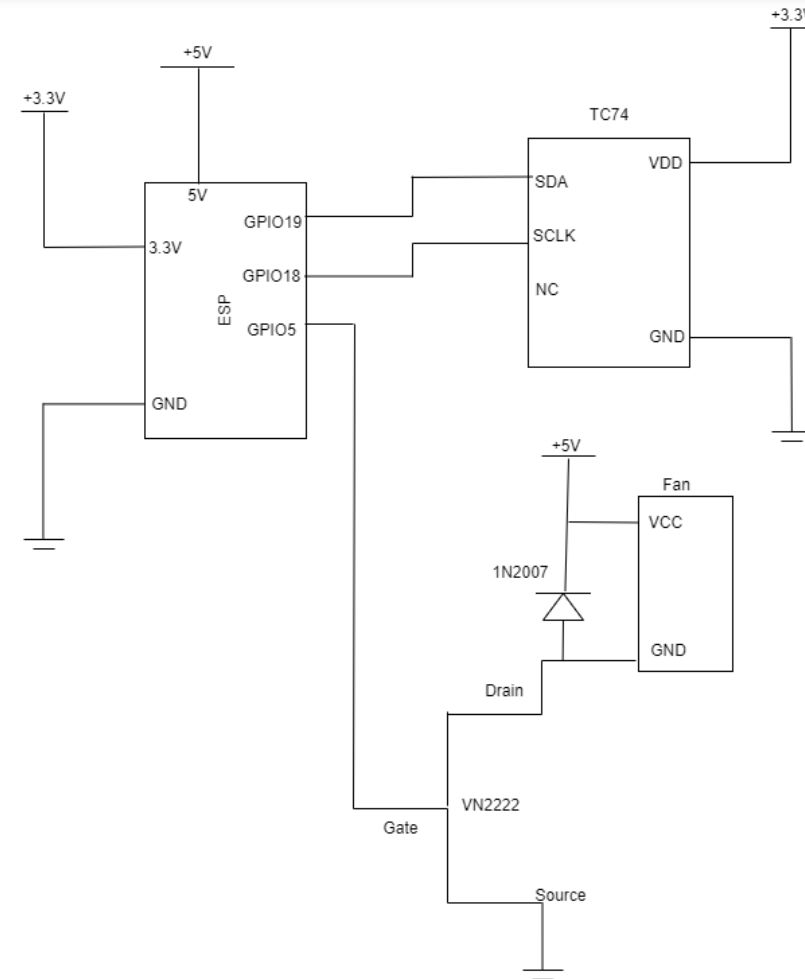 +3.3V
+5V
+3.3V
TC74
5V
3.3V
GPIO19
GPIO18
ESP
GPIO5
GND
SDA
VDD
SCLK
NC
GND
+5V
Fan
VCC
1N2007
GND
Drain
VN2222
Gate
Source